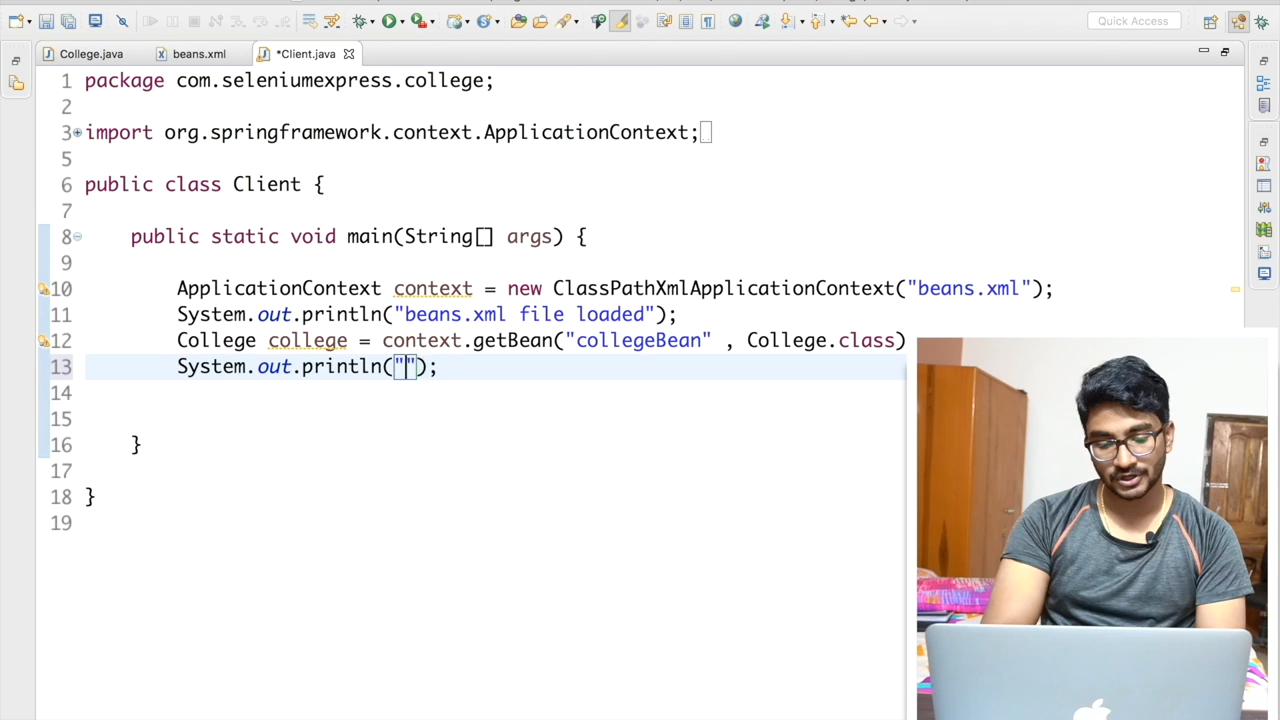 Quick Access
College.java beans.xml *Client.java
1 package com.seleniumexpress.college;
2
3 import org.springframework.context.ApplicationContext;
5
6 public class Client {
7
8 public static void main(String[] args) {
9
10 ApplicationContext context = new ClassPathXmlApplicationContext("beans.xml");
11 System.out.println("beans.xml file loaded");
12 College college = context.getBean("collegeBean" , College.class)
13 System.out.println("");
14
15
16 }
17
18 }
19